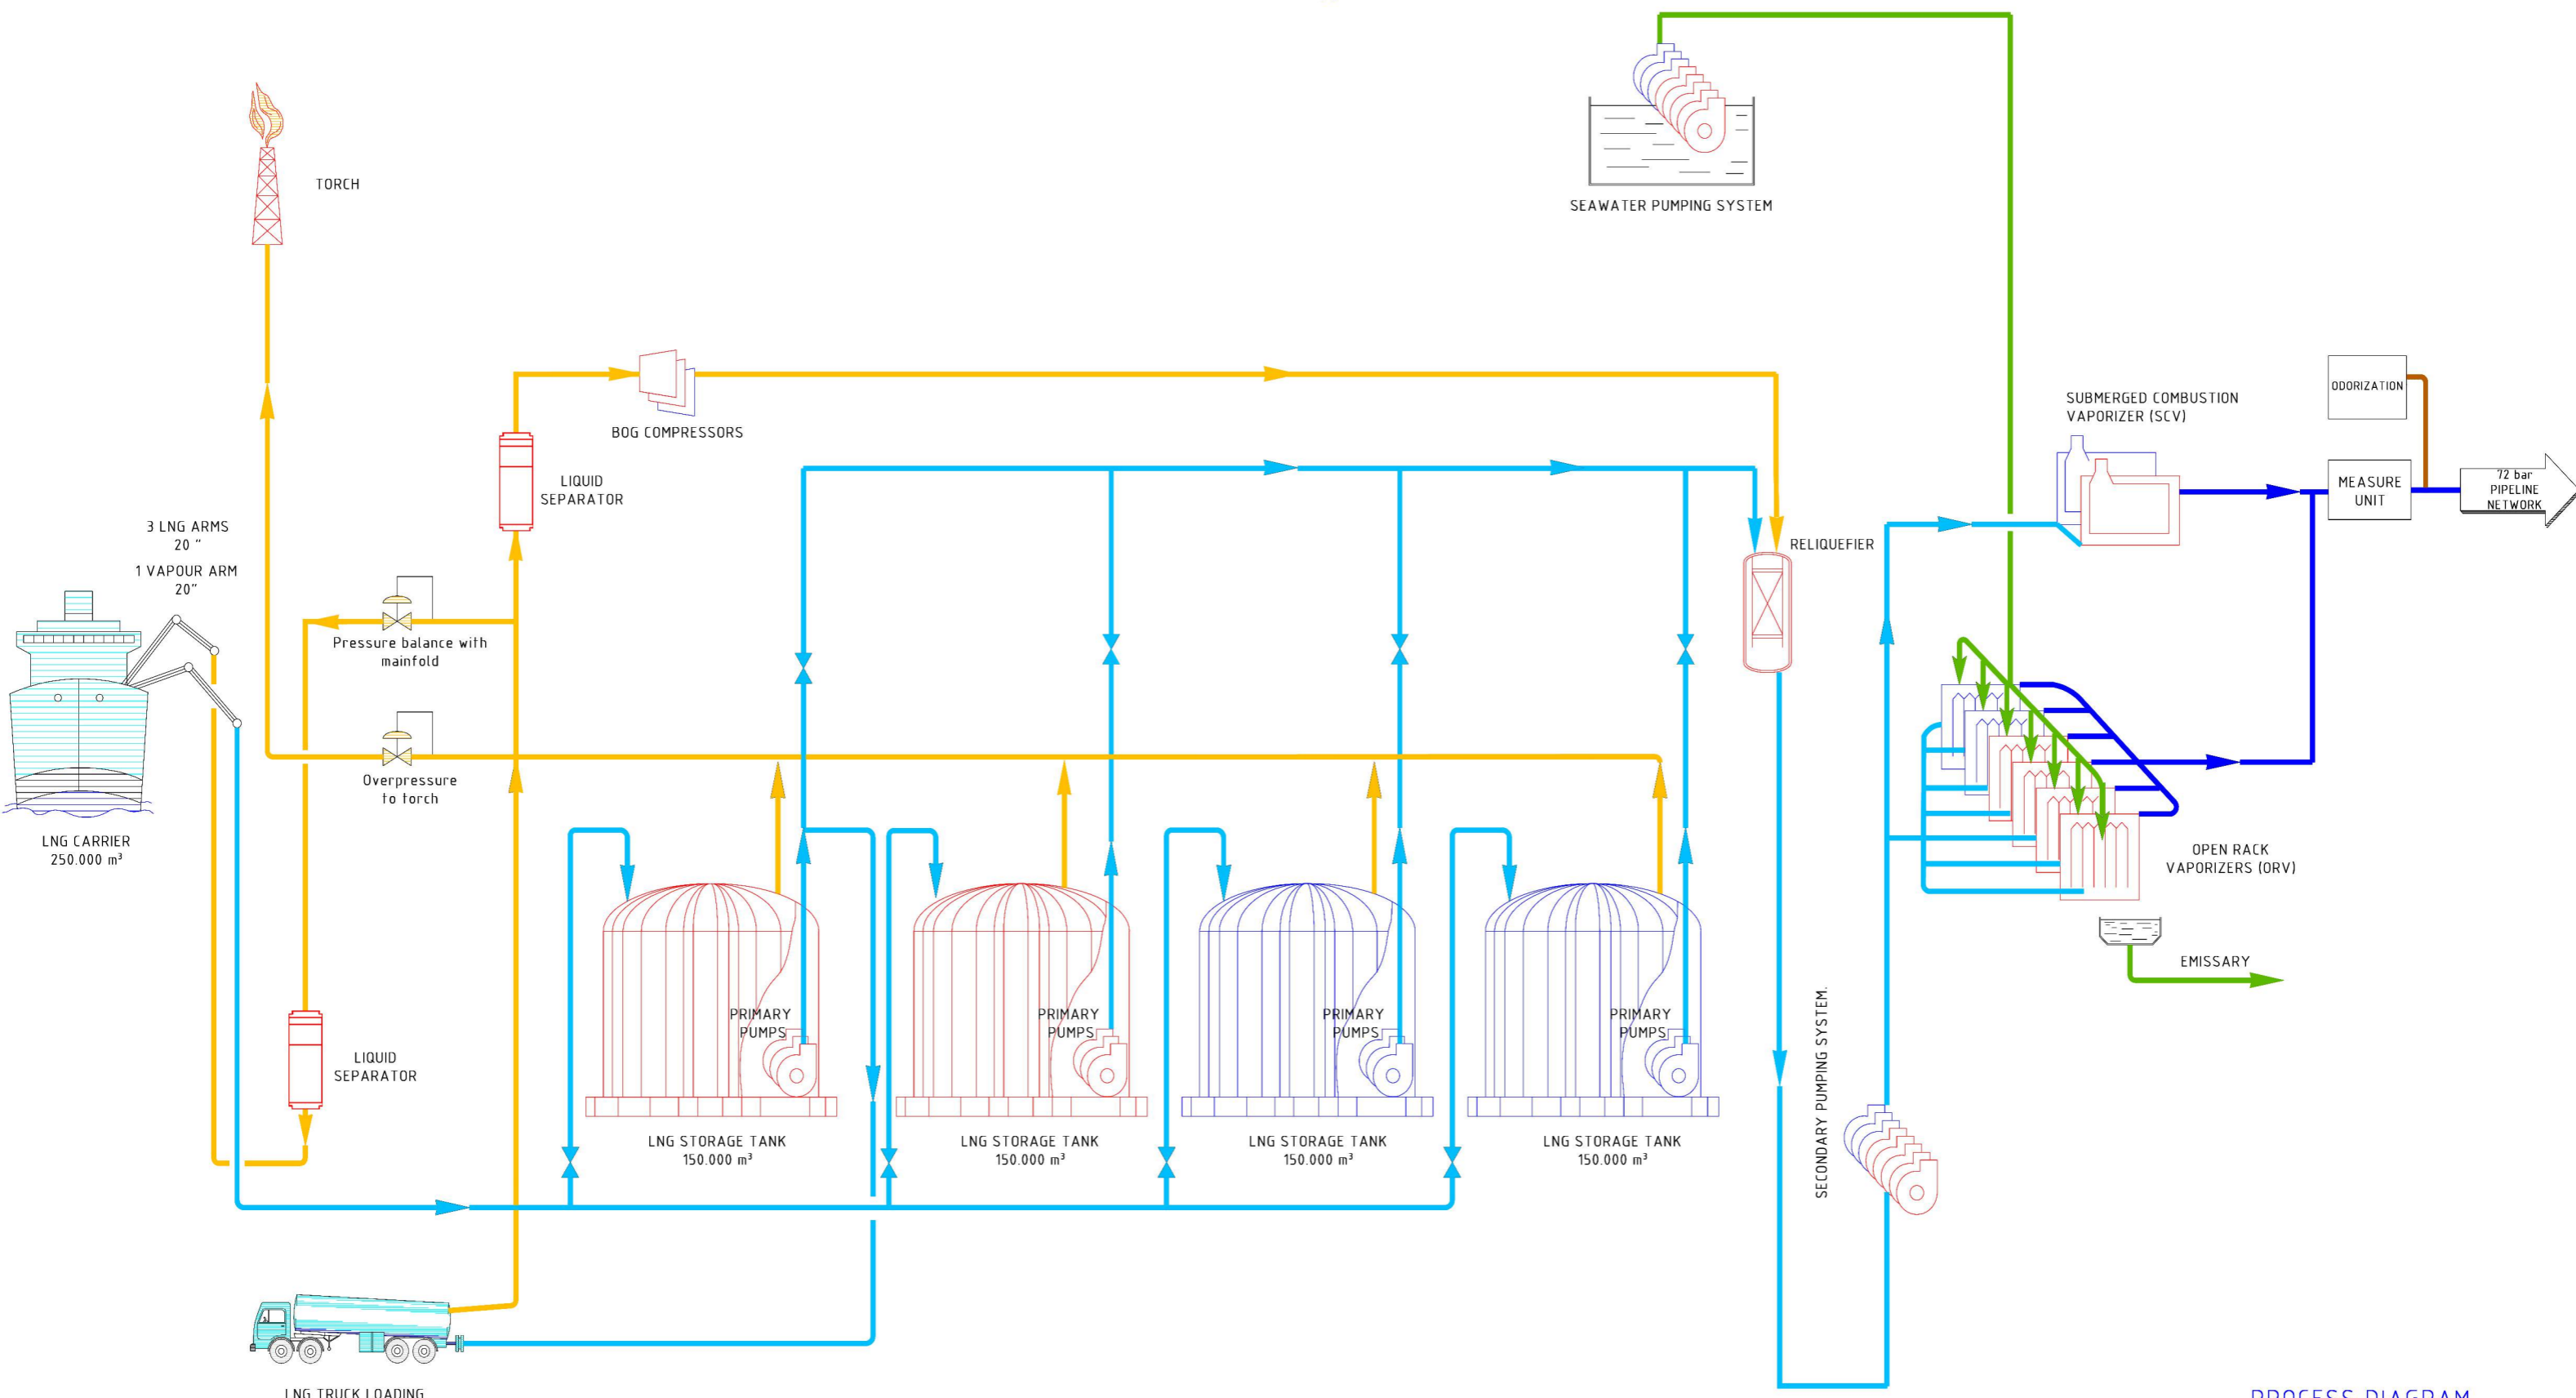 TORCH
SEAWATER PUMPING SYSTEM
BOG COMPRESSORS
LIQUID
SEPARATOR
3 LNG ARMS
20 "
1 VAPOUR ARM
20"
Pressure balance with
mainfold
Overpressure
to torch
LNG CARRIER
250.000 m³
LIQUID
SEPARATOR
LNG TRUCK LOADING
PRIMARY
PUMPS
PRIMARY
PUMPS
PRIMARY
PUMPS
PRIMARY
PUMPS
LNG STORAGE TANK
150.000 m³
LNG STORAGE TANK
150.000 m³
LNG STORAGE TANK
150.000 m³
LNG STORAGE TANK
150.000 m³
RELIQUEFIER
SECONDARY PUMPING SYSTEM.
SUBMERGED COMBUSTION
VAPORIZER (SCV)
ODORIZATION
MEASURE
UNIT
72 bar
PIPELINE
NETWORK
OPEN RACK
VAPORIZERS (ORV)
EMISSARY
PROCESS DIAGRAM